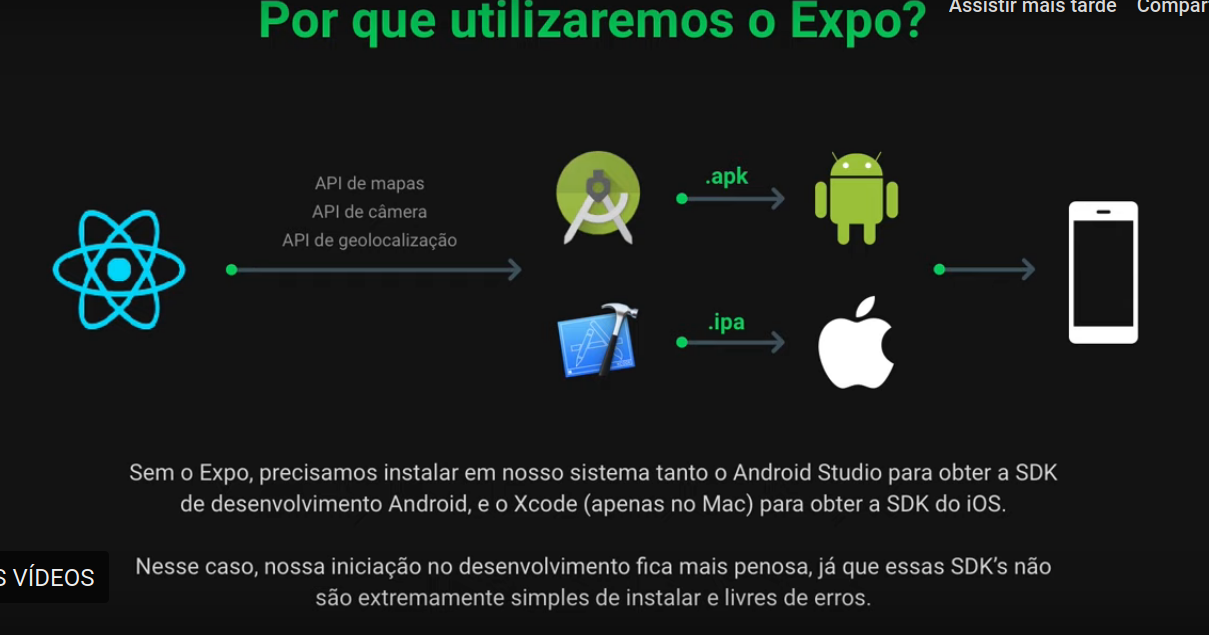 Por que utilizaremos o Expo?
Assistir mais tarde
Compar
API de mapas
API de câmera
API de geolocalização
.apk
.ipa
Sem o Expo, precisamos instalar em nosso sistema tanto o Android Studio para obter a SDK
de desenvolvimento Android, e o Xcode (apenas no Mac) para obter a SDK do iOS.
S VÍDEOS
Nesse caso, nossa iniciação no desenvolvimento fica mais penosa, já que essas SDK's não
são extremamente simples de instalar e livres de erros.